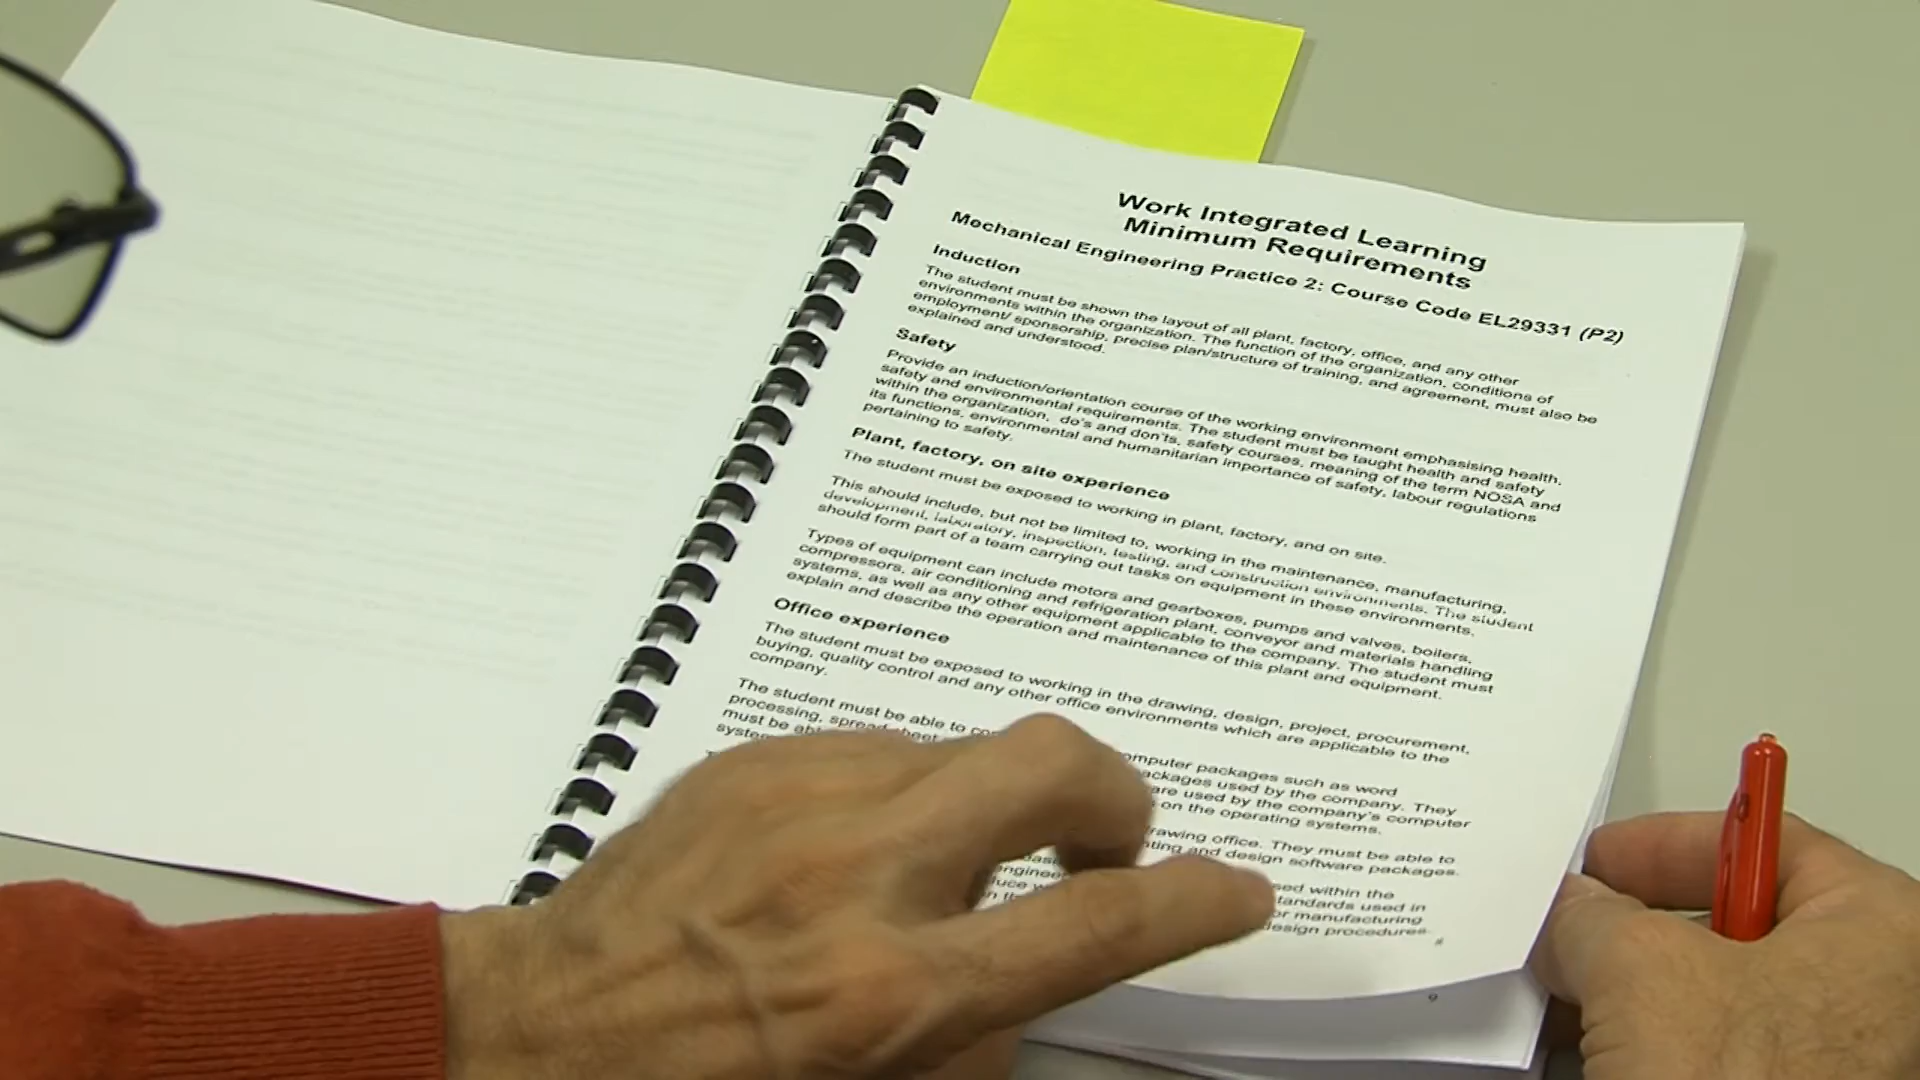 Work Integrated Learning
Minimum Requirements
Mechanical Engineering Practice 2: Course Code EL29331 (P2)
Induction
The student must be shown the layout of all plant, factory, office, and any other
environments within the organization. The function of the organization, conditions of
employment/ sponsorship, precise plan/structure of training, and agreement, must also be
explained and understood.
Safety
Provide an induction/orientation course of the working environment emphasising health,
safety and environmental requirements. The student must be taught health and safety
within the organization, do's and don'ts, safety courses, meaning of the term NOSA and
its functions, environmental and humanitarian importance of safety, labour regulations
pertaining to safety.
Plant, factory, on site experience
The student must be exposed to working in plant, factory, and on site.
This should include, but not be limited to, working in the maintenance, manufacturing,
development, laboratory, inspection, testing, and construction environments. The student
should form part of a team carrying out tasks on equipment in these environments.
Types of equipment can include motors and gearboxes, pumps and valves, boilers,
compressors, air conditioning and refrigeration plant, conveyor and materials handling
systems, as well as any other equipment applicable to the company. The student must
explain and describe the operation and maintenance of this plant and equipment.
Office experience
The student must be exposed to working in the drawing, design, project, procurement,
buying, quality control and any other office environments which are applicable to the
company.
The student must be able to computer packages such as word
processing, spread sheet packages used by the company. They
must be able are used by the company's computer
on the operating systems.
drawing office. They must be able to
and design software packages.
within the
standards used in
or manufacturing
design procedures
9